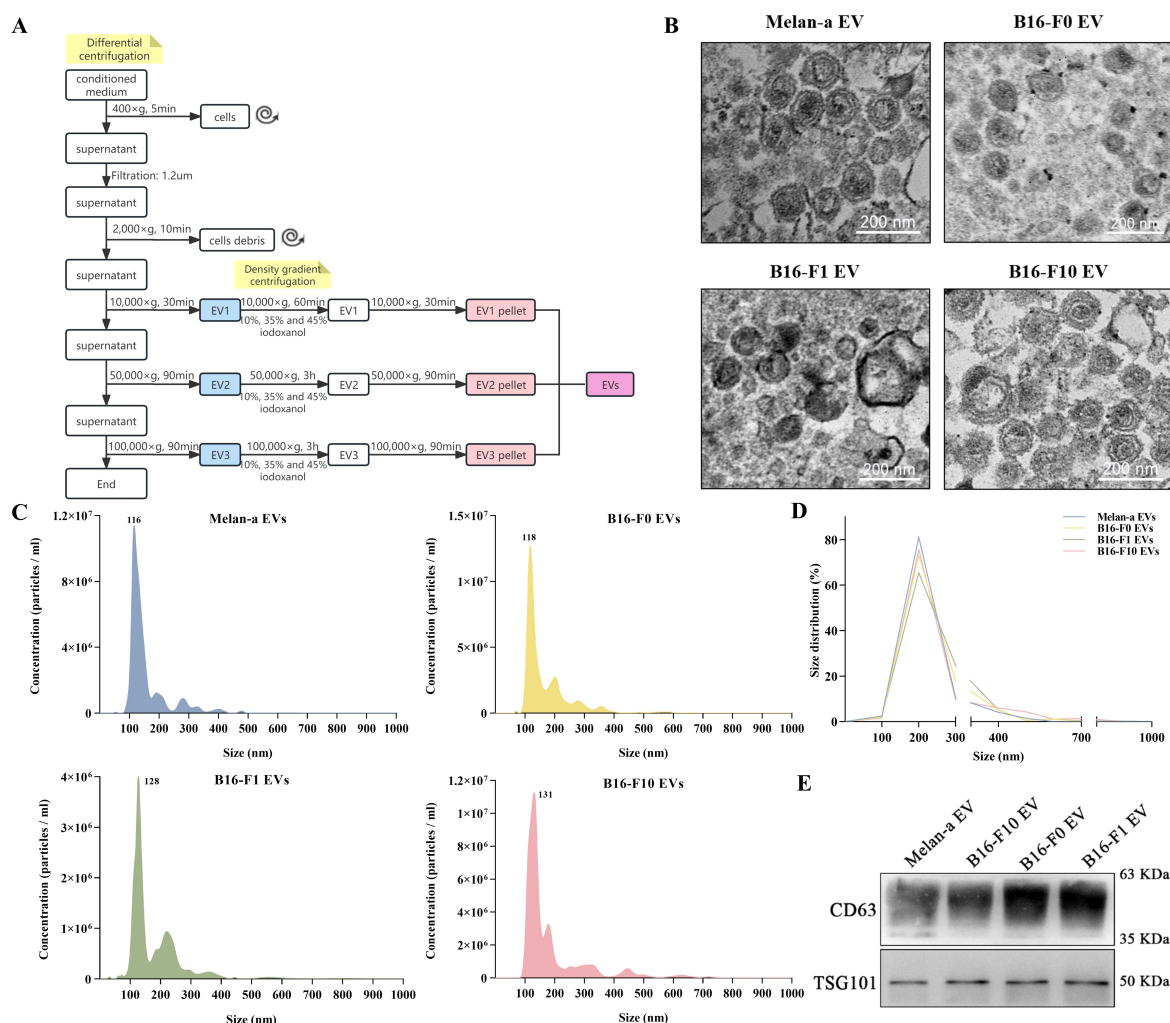 A
Differential
centrifugation
conditioned
medium
400×g, 5min
cells
supernatant
Filtration: 1.2um
supernatant
2,000×g, 10min
cells debris
supernatant
Density gradient
centrifugation
10,000×g, 30min
EV1
10,000×g, 60min
10%, 35% and 45%
iodoxanol
EV1
10,000×g, 30min
EV1 pellet
supernatant
50,000×g, 90min
EV2
50,000×g, 3h
10%, 35% and 45%
iodoxanol
EV2
50,000×g, 90min
EV2 pellet
EVs
supernatant
100,000×g, 90min
EV3
100,000×g, 3h
10%, 35% and 45%
iodoxanol
EV3
100,000×g, 90min
EV3 pellet
End
B
Melan-a EV
200 nm
B16-F0 EV
200 nm
B16-F1 EV
200 nm
B16-F10 EV
200 nm
C
Melan-a EVs
116
Concentration (particles / ml)
1.2×10⁷
8×10⁶
4×10⁶
0
100 200 300 400 500 600 700 800 900 1000
Size (nm)
B16-F0 EVs
118
Concentration (particles / ml)
1.5×10⁷
1×10⁷
5×10⁶
0
100 200 300 400 500 600 700 800 900 1000
Size (nm)
B16-F1 EVs
128
Concentration (particles / ml)
4×10⁶
3×10⁶
2×10⁶
1×10⁶
0
100 200 300 400 500 600 700 800 900 1000
Size (nm)
B16-F10 EVs
131
Concentration (particles / ml)
1.2×10⁷
1×10⁷
8×10⁶
6×10⁶
4×10⁶
2×10⁶
0
100 200 300 400 500 600 700 800 900 1000
Size (nm)
D
Melan-a EVs
B16-F0 EVs
B16-F1 EVs
B16-F10 EVs
Size distribution (%)
80
60
40
20
0
100 200 300 400 700 1000
Size (nm)
E
Melan-a EV
B16-F10 EV
B16-F0 EV
B16-F1 EV
63 KDa
CD63
35 KDa
TSG101
50 KDa